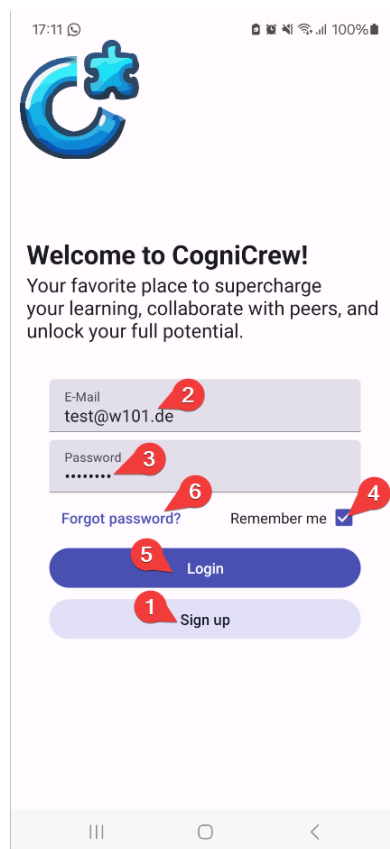 17:11 100%
Welcome to CogniCrew!
Your favorite place to supercharge
your learning, collaborate with peers, and
unlock your full potential.
E-Mail
test@w101.de
2
Password
••••••••
3
6
4
Forgot password?
Remember me
5
Login
1
Sign up